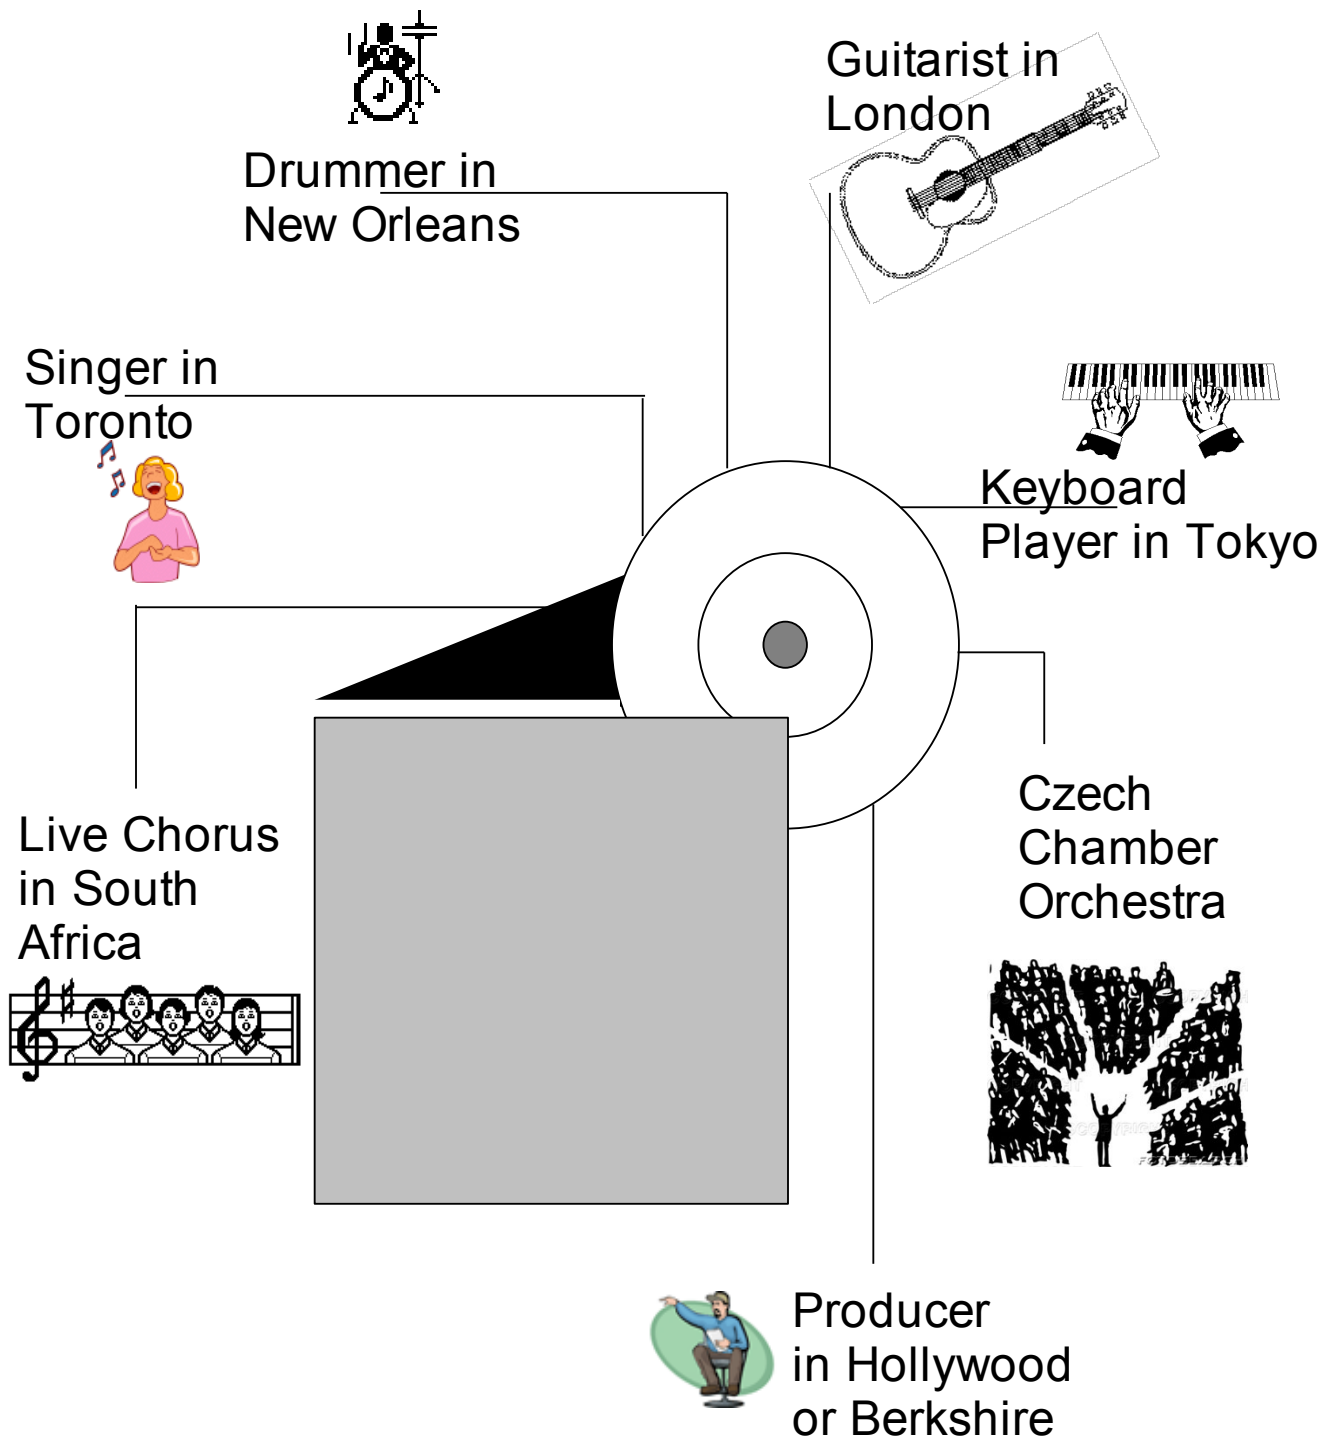 Guitarist in
London
Drummer in
New Orleans
Singer in
Toronto
Keyboard
Player in Tokyo
Czech
Chamber
Orchestra
Live Chorus
in South
Africa
Producer
in Hollywood
or Berkshire